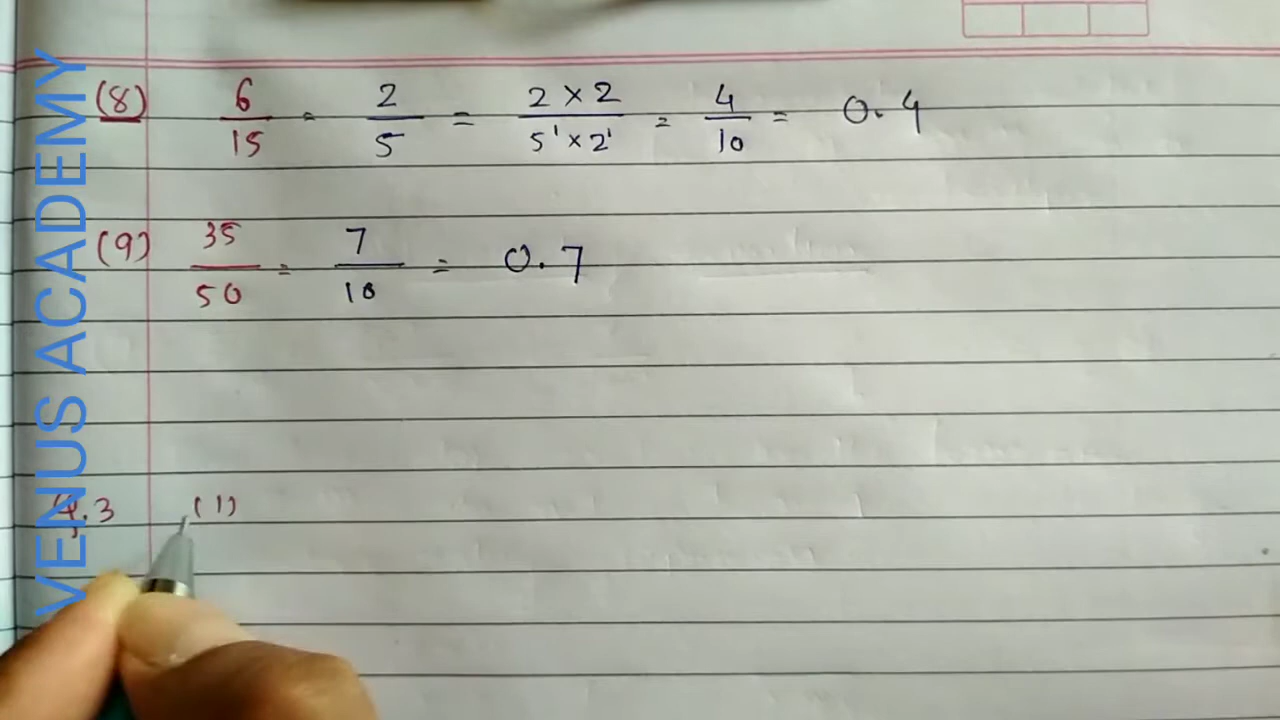 VENUS ACADEMY
(8) 6/15 = 2/5 = 2 × 2/5¹ × 2¹ = 4/10 = 0.4
(9) 35/50 = 7/10 = 0.7
Q.3 (1)